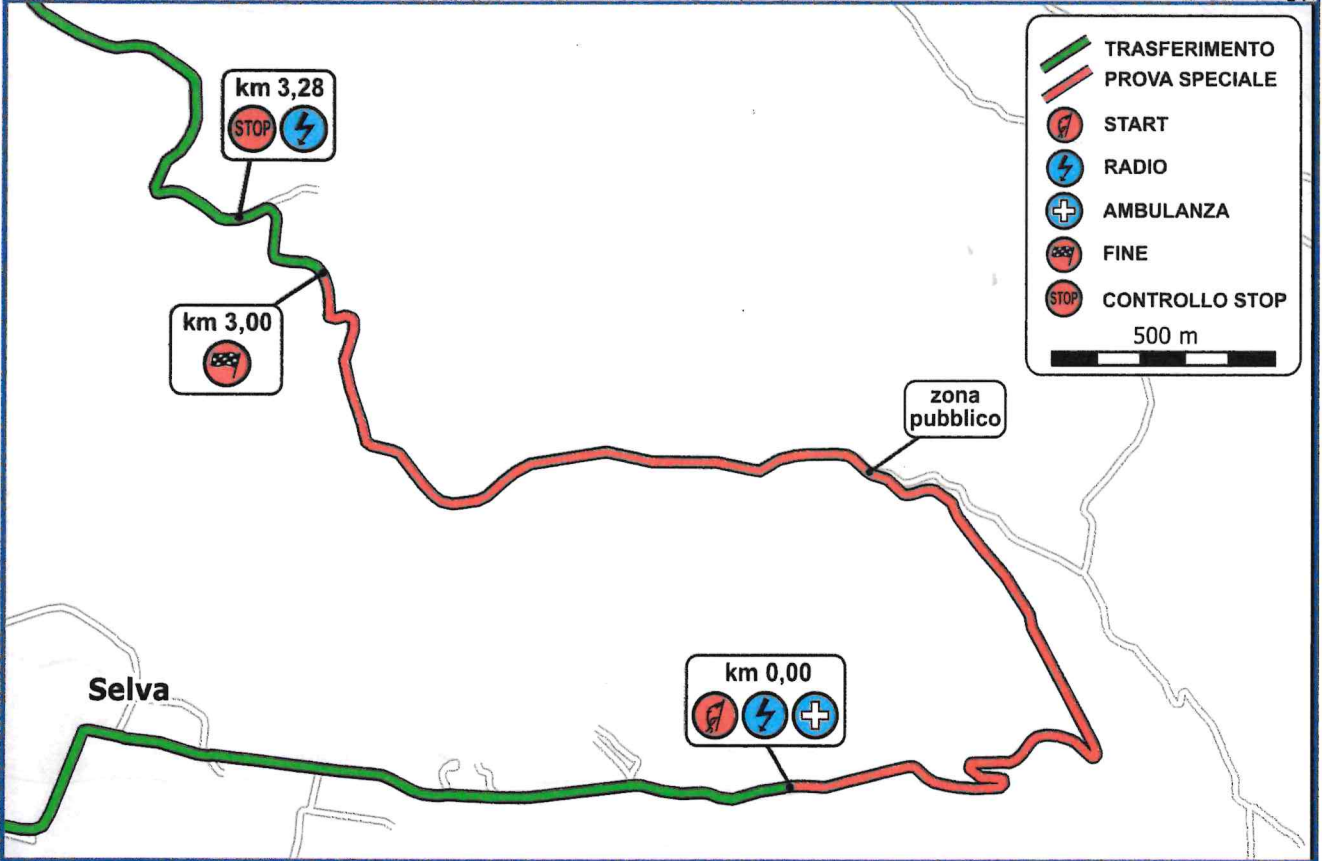 km 3,28
STOP
km 3,00
TRASFERIMENTO
PROVA SPECIALE
START
RADIO
AMBULANZA
FINE
STOP CONTROLLO STOP
500 m
zona
pubblico
Selva
km 0,00